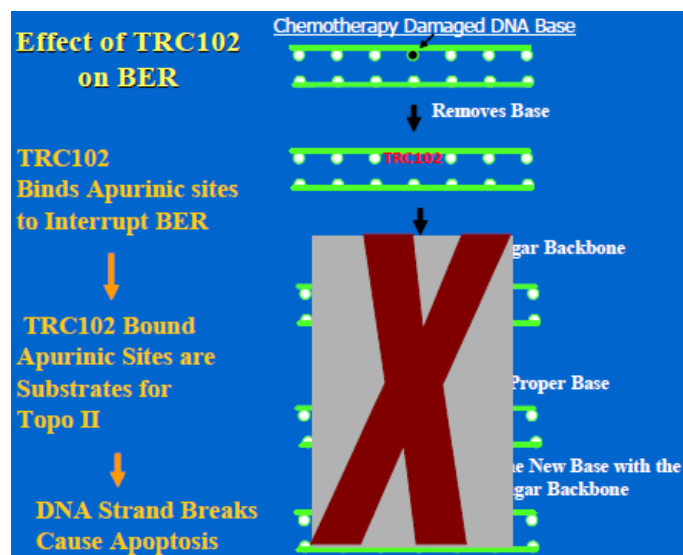 Effect of TRC102
on BER
Chemotherapy Damaged DNA Base
Removes Base
TRC102
Binds Apurinic sites
to Interrupt BER
TRC102
gar Backbone
TRC102 Bound
Apurinic Sites are
Substrates for
Topo II
Proper Base
e New Base with the
gar Backbone
DNA Strand Breaks
Cause Apoptosis